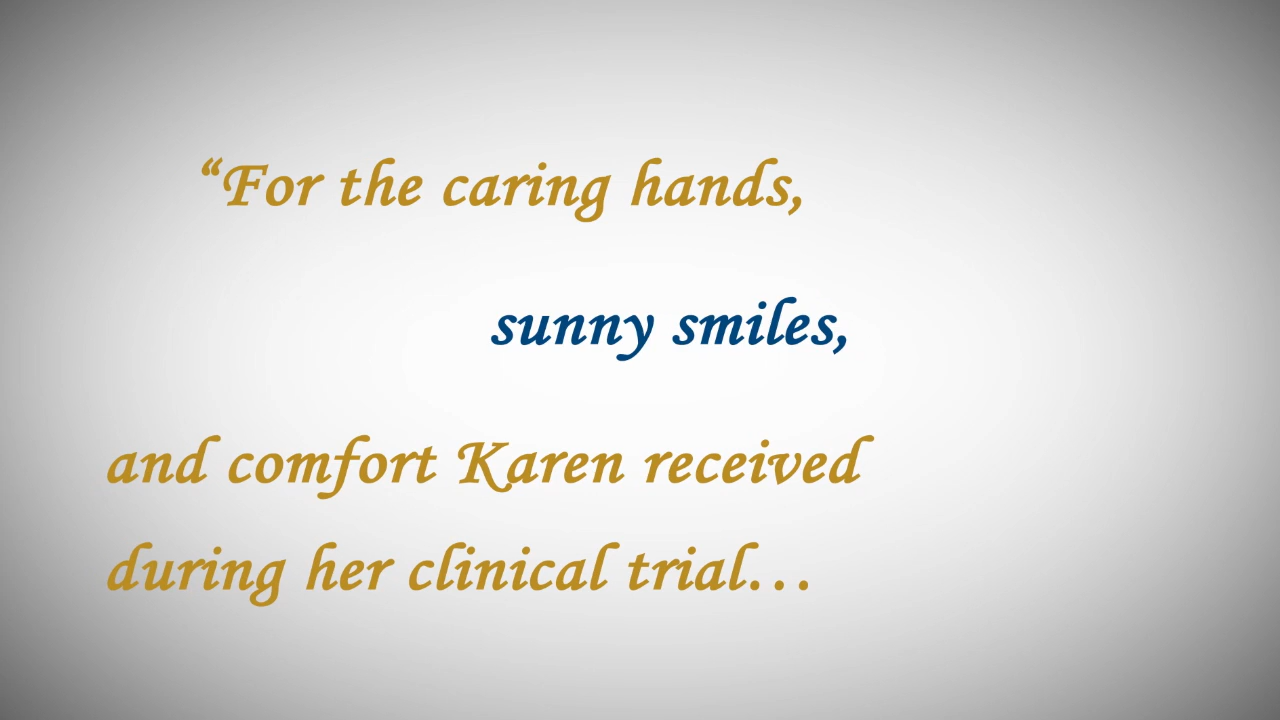 “For the caring hands,
sunny smiles,
and comfort Karen received
during her clinical trial…